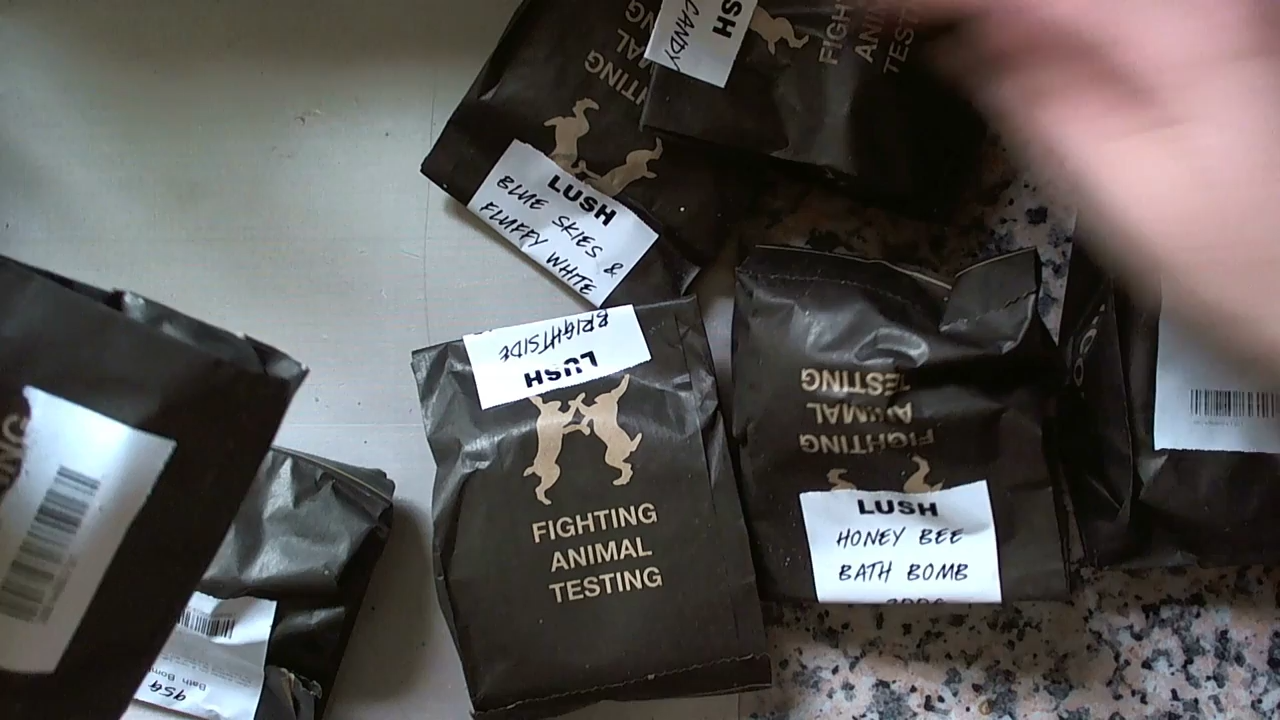 LUSH
CANDY
FIGHTING
ANIMAL
TESTING
LUSH
BLUE SKIES &
FLUFFY WHITE
LUSH
BRIGHTSIDE
FIGHTING
ANIMAL
TESTING
FIGHTING
ANIMAL
TESTING
LUSH
HONEY BEE
BATH BOMB
95g
Bath Bom